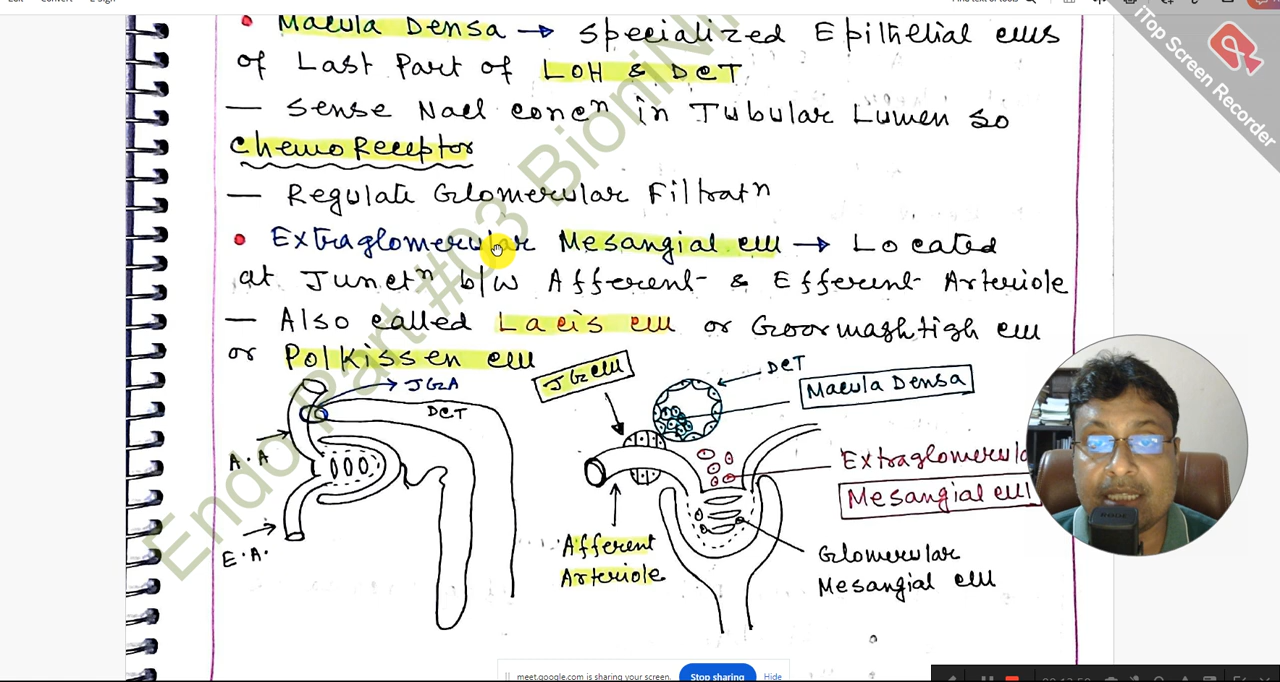 • Macula Densa → Specialized Epithelial cells
of Last Part of LOH & DCT
— Sense Nacl concn in Tubular Lumen so
Chemo Receptor
— Regulate Glomerular Filtratn
• Extraglomerular Mesangial cell → Located
at Junctn b/w Afferent & Efferent Arteriole
— Also called Lacis cell or Goormaghtigh cell
or Polkissen cell
JGA
DCT
A.A
E.A.
JG cell
DCT
Macula Densa
Extraglomerula
Mesangial cell
Afferent
Arteriole
Glomerular
Mesangial cell
Endo Part #03 BioniNi
iTop Screen Recorder
RODE
meet.google.com is sharing your screen.
Stop sharing
Hide